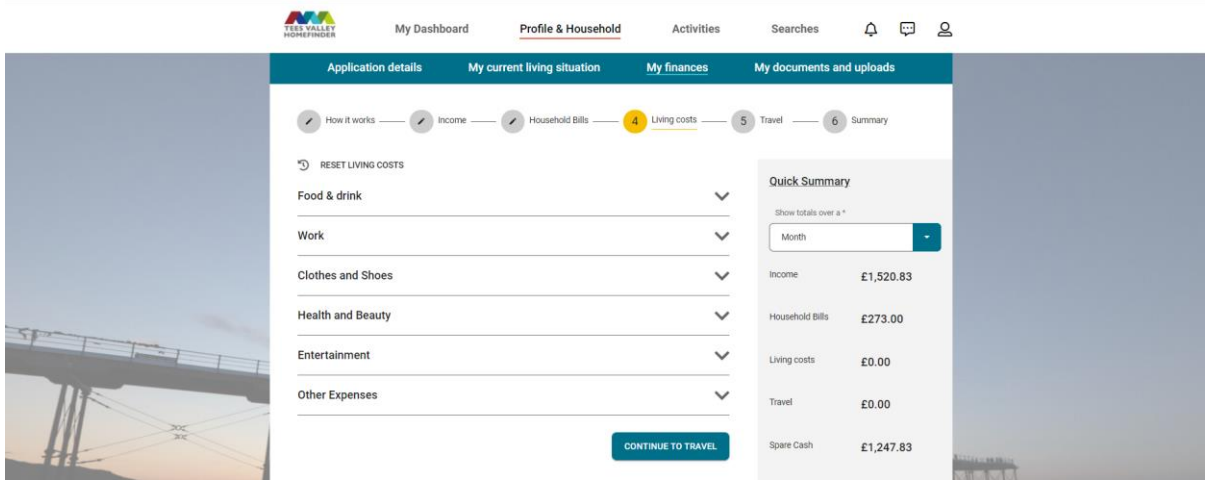 TEES VALLEY
HOMEFINDER
My Dashboard
Profile & Household
Activities
Searches
Application details
My current living situation
My finances
My documents and uploads
How it works
Income
Household Bills
4 Living costs
5 Travel
6 Summary
RESET LIVING COSTS
Food & drink
Work
Clothes and Shoes
Health and Beauty
Entertainment
Other Expenses
CONTINUE TO TRAVEL
Quick Summary
Show totals over a *
Month
Income £1,520.83
Household Bills £273.00
Living costs £0.00
Travel £0.00
Spare Cash £1,247.83